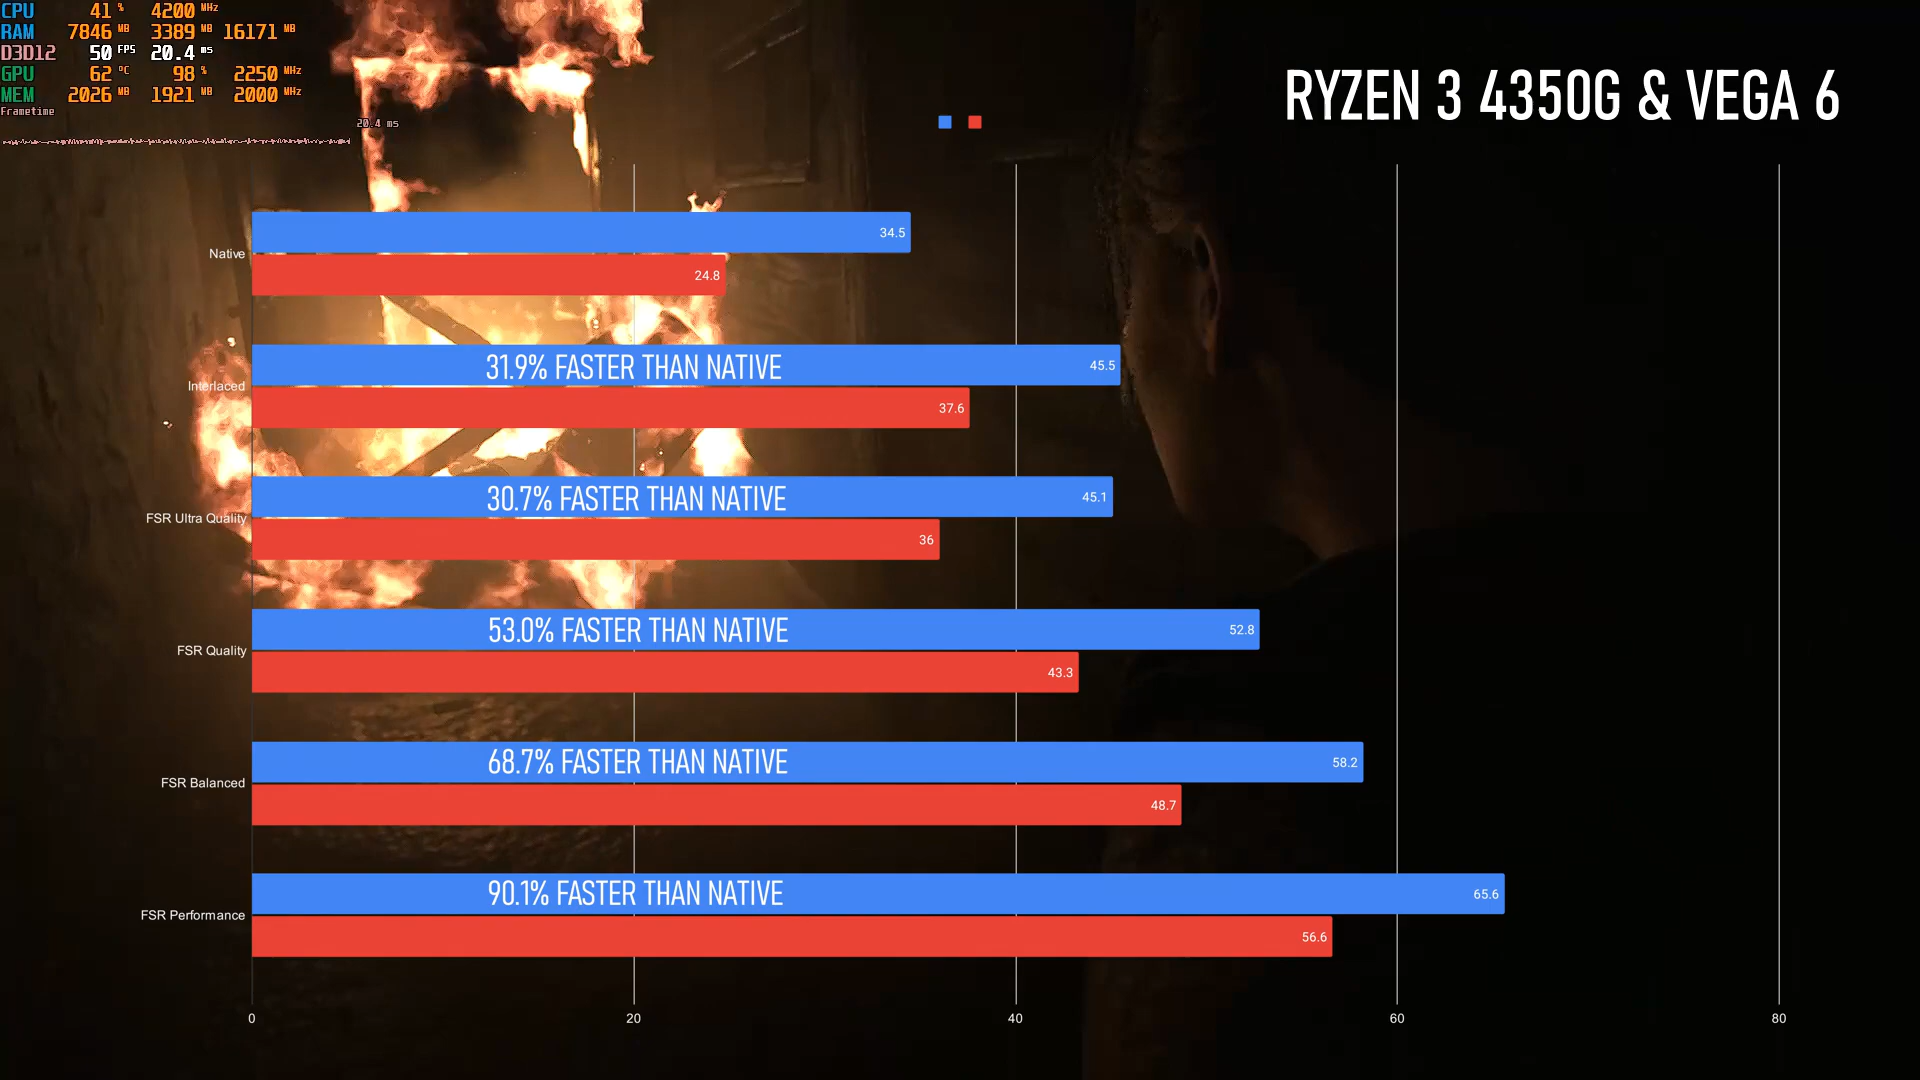 CPU 41 % 4200 MHz
RAM 7846 MB 3389 MB 16171 MB
D3D12 50 FPS 20.4 ms
GPU 62 °C 98 % 2250 MHz
MEM 2026 MB 1921 MB 2000 MHz
Frametime
20.4 ms
RYZEN 3 4350G & VEGA 6
34.5
Native
24.8
31.9% FASTER THAN NATIVE 45.5
Interlaced
37.6
30.7% FASTER THAN NATIVE 45.1
FSR Ultra Quality
36
53.0% FASTER THAN NATIVE 52.8
FSR Quality
43.3
68.7% FASTER THAN NATIVE 58.2
FSR Balanced
48.7
90.1% FASTER THAN NATIVE 65.6
FSR Performance
56.6
0 20 40 60 80